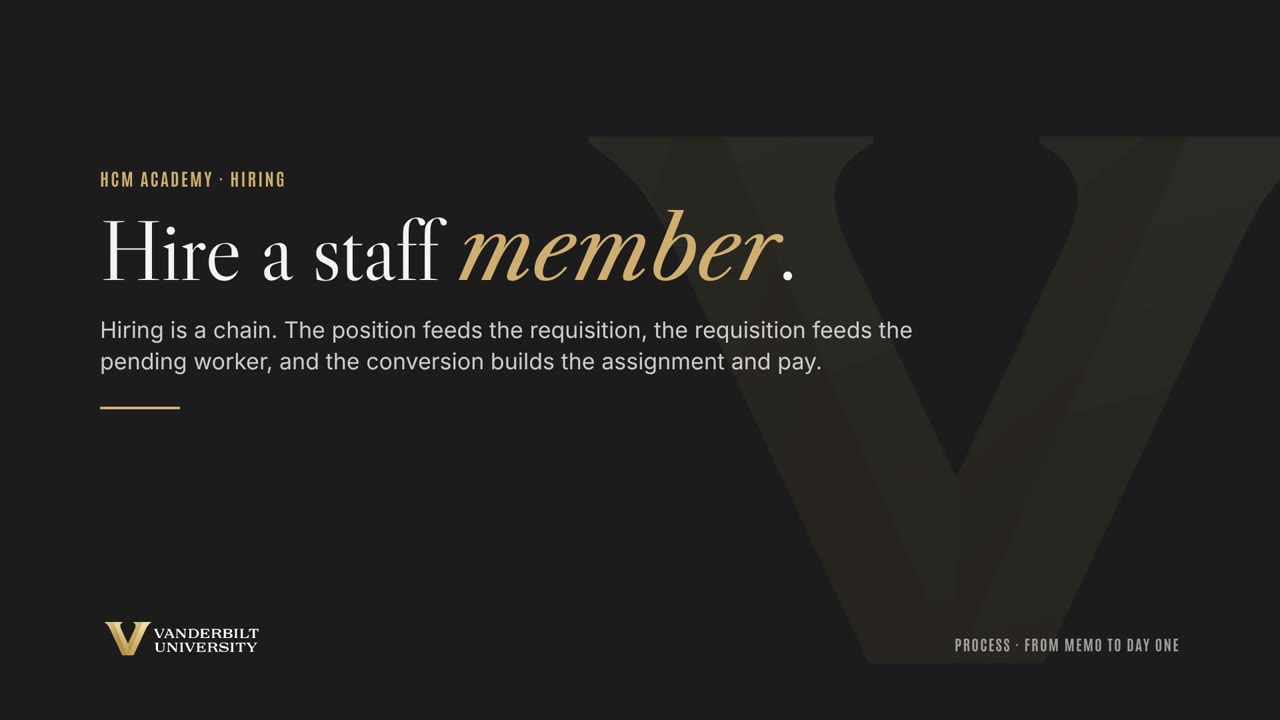 HCM ACADEMY · HIRING
Hire a staff member.
Hiring is a chain. The position feeds the requisition, the requisition feeds the
pending worker, and the conversion builds the assignment and pay.
VANDERBILT
UNIVERSITY
PROCESS · FROM MEMO TO DAY ONE